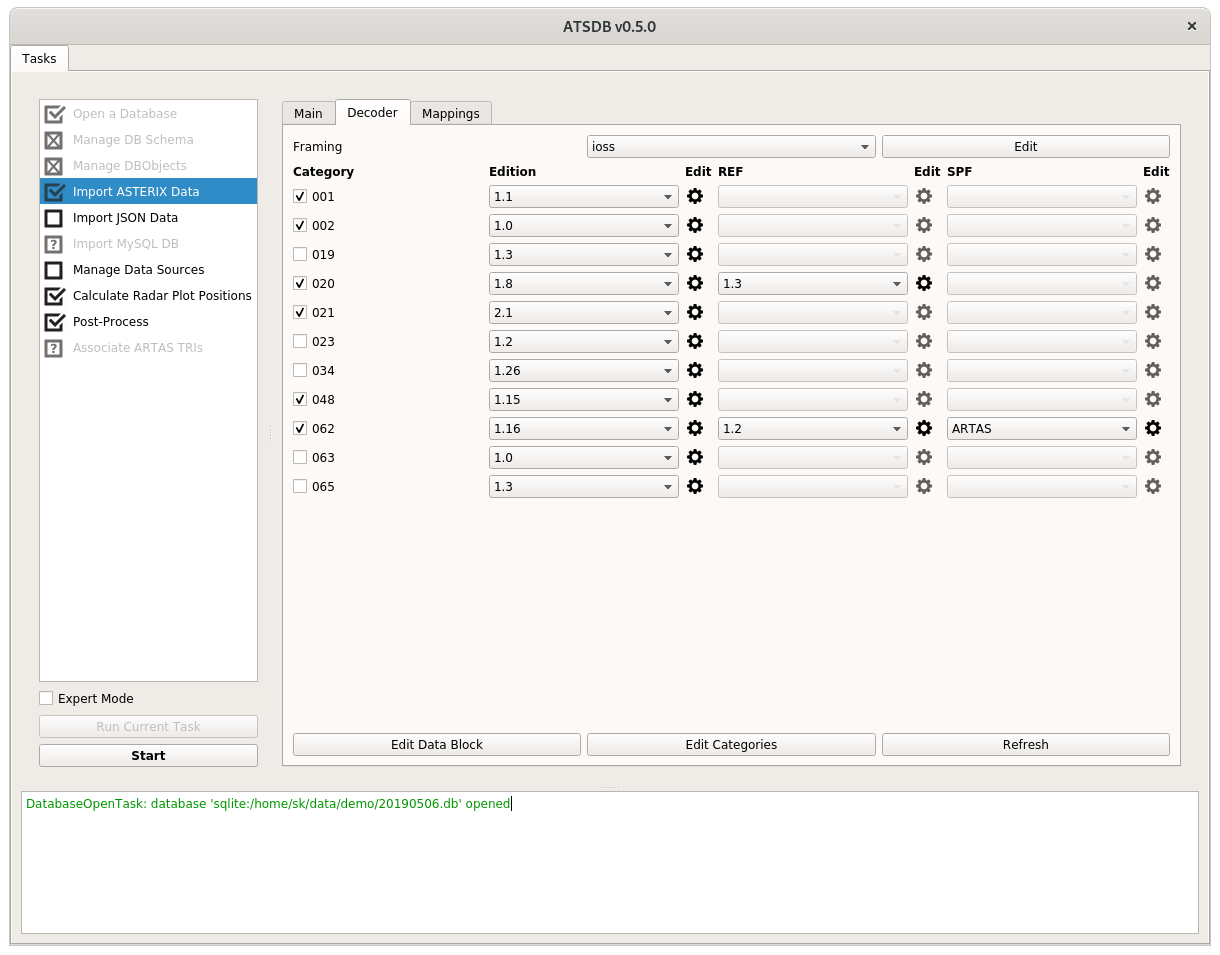 ATSDB v0.5.0
Tasks
Open a Database
Manage DB Schema
Manage DBObjects
Import ASTERIX Data
Import JSON Data
Import MySQL DB
Manage Data Sources
Calculate Radar Plot Positions
Post-Process
Associate ARTAS TRIs
Expert Mode
Run Current Task
Start
Main Decoder Mappings
Framing ioss Edit
Category Edition Edit REF Edit SPF Edit
001 1.1
002 1.0
019 1.3
020 1.8 1.3
021 2.1
023 1.2
034 1.26
048 1.15
062 1.16 1.2 ARTAS
063 1.0
065 1.3
Edit Data Block Edit Categories Refresh
DatabaseOpenTask: database 'sqlite:/home/sk/data/demo/20190506.db' opened